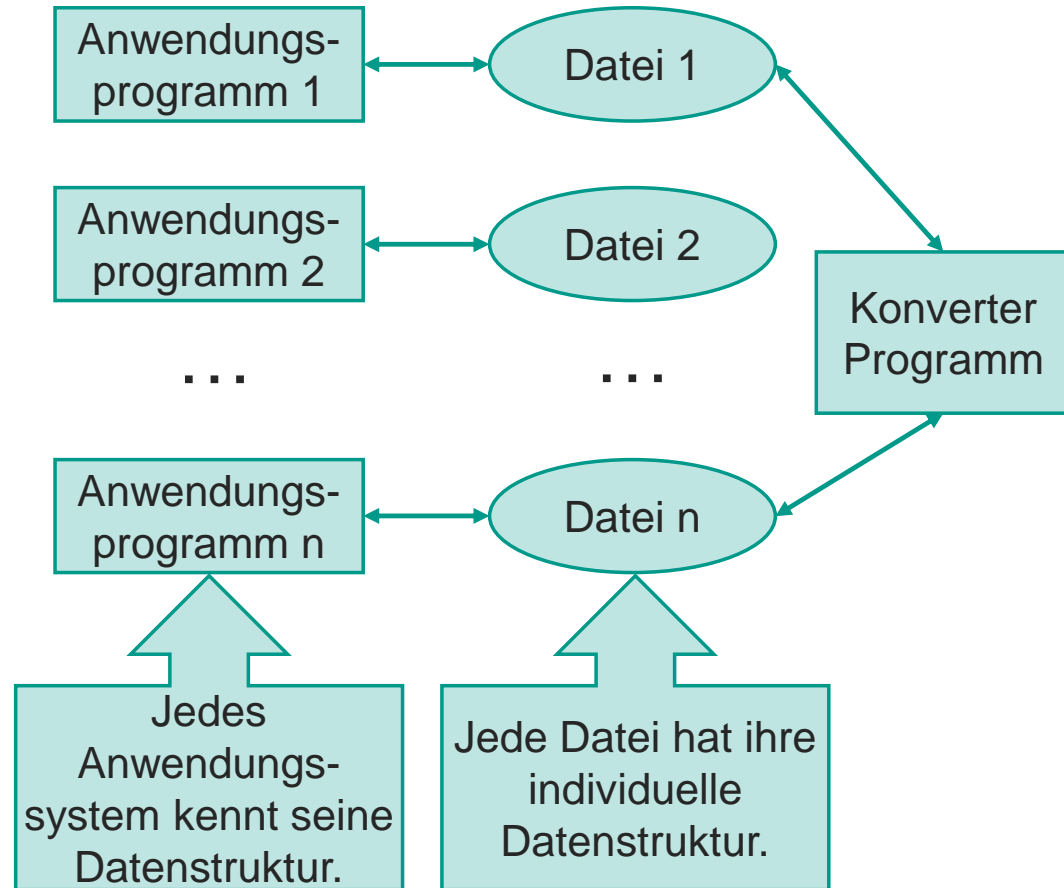 Anwendungs-
programm 1
Datei 1
Anwendungs-
programm 2
Datei 2
Konverter
Programm
...
...
Anwendungs-
programm n
Datei n
Jedes
Anwendungs-
system kennt seine
Datenstruktur.
Jede Datei hat ihre
individuelle
Datenstruktur.